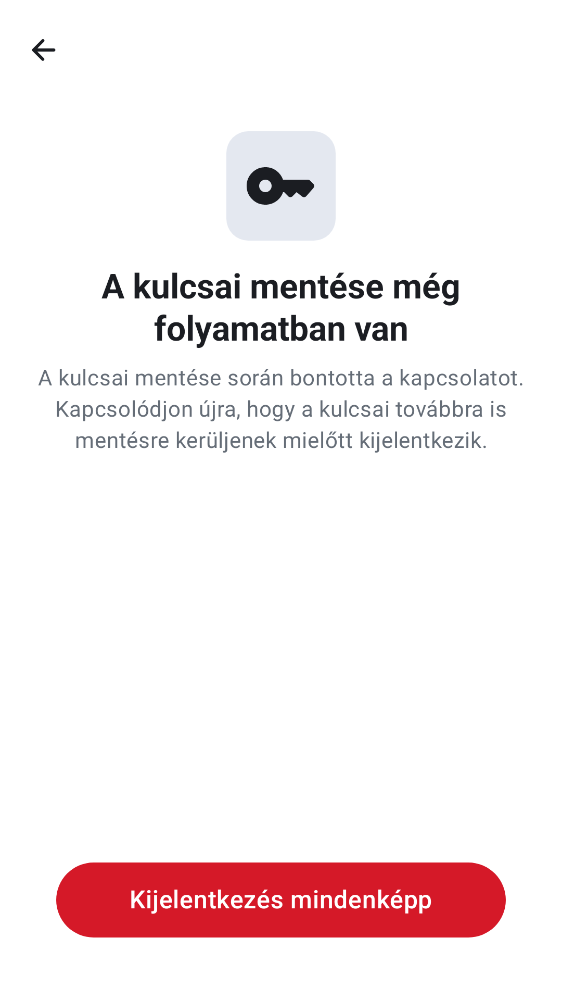 A kulcsai mentése még
folyamatban van
A kulcsai mentése során bontotta a kapcsolatot.
Kapcsolódjon újra, hogy a kulcsai továbbra is
mentésre kerüljenek mielőtt kijelentkezik.
Kijelentkezés mindenképp